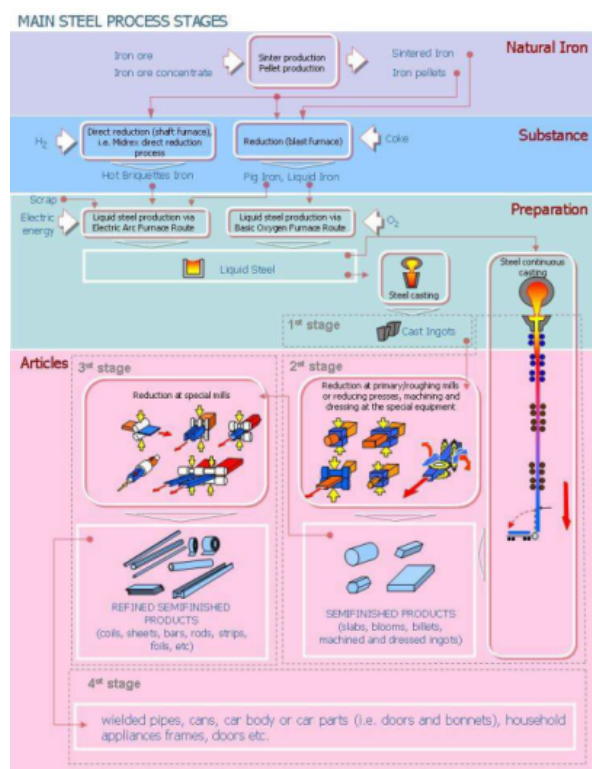 MAIN STEEL PROCESS STAGES
Natural Iron
Iron ore
Iron ore concentrate
Sinter production
Pellet production
Sintered Iron
Iron pellets
Substance
H2
Direct reduction (shaft furnace),
i.e. Midrex direct reduction
process
Reduction (blast furnace)
Coke
Hot Briquettes Iron
Pig Iron, Liquid Iron
Preparation
Scrap
Electric
energy
Liquid steel production via
Electric Arc Furnace Route
Liquid steel production via
Basic Oxygen Furnace Route
O2
Liquid Steel
Steel casting
Steel continuous
casting
1st stage
Cast Ingots
Articles
3st stage
Reduction at special mills
2st stage
Reduction at primary/roughing mills
or reducing presses, machining and
dressing at the special equipment
REFINED SEMIFINISHED
PRODUCTS
(coils, sheets, bars, rods, strips,
foils, etc)
SEMIFINISHED PRODUCTS
(slabs, blooms, billets,
machined and dressed ingots)
4st stage
wielded pipes, cans, car body or car parts (i.e. doors and bonnets), household
appliances frames, doors etc.